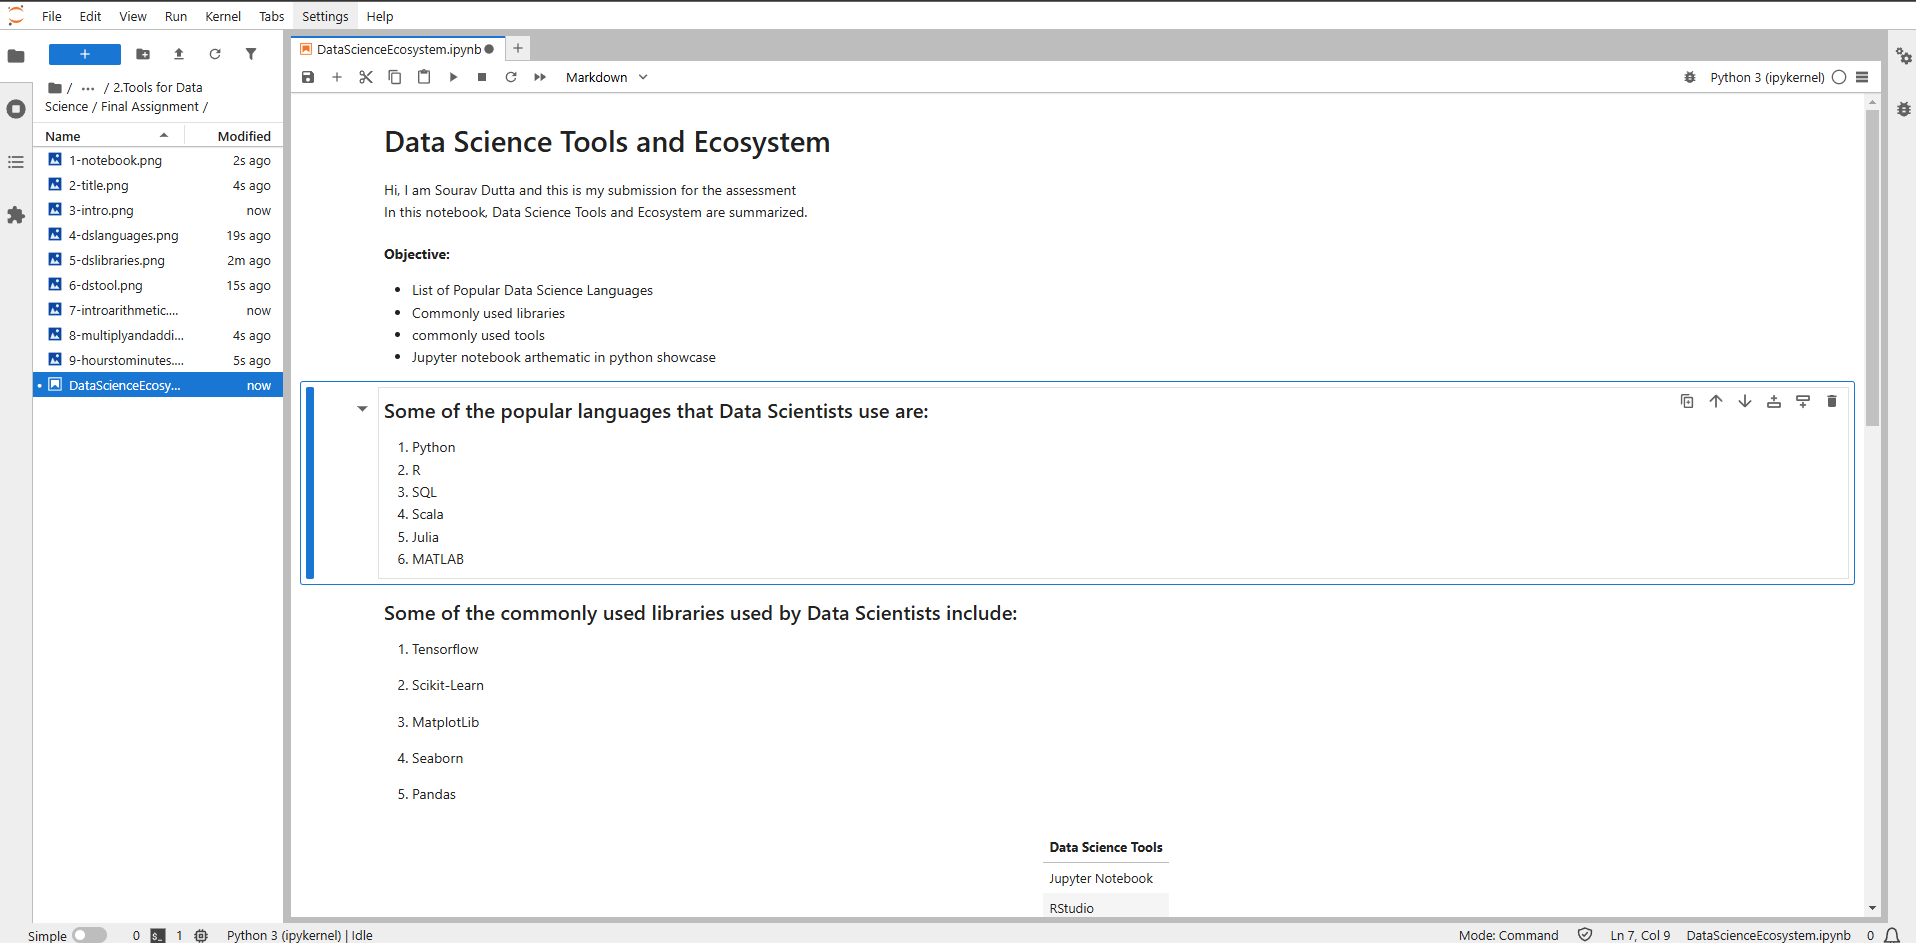 File Edit View Run Kernel Tabs Settings Help
DataScienceEcosystem.ipynb
Markdown
Python 3 (ipykernel)
/ ... / 2.Tools for Data
Science / Final Assignment /
Name Modified
1-notebook.png 2s ago
2-title.png 4s ago
3-intro.png now
4-dslanguages.png 19s ago
5-dslibraries.png 2m ago
6-dstool.png 15s ago
7-introarithmetic.... now
8-multiplyandaddi... 4s ago
9-hourstominutes.... 5s ago
DataScienceEcosy... now
Data Science Tools and Ecosystem
Hi, I am Sourav Dutta and this is my submission for the assessment
In this notebook, Data Science Tools and Ecosystem are summarized.
Objective:
• List of Popular Data Science Languages
• Commonly used libraries
• commonly used tools
• Jupyter notebook arthematic in python showcase
Some of the popular languages that Data Scientists use are:
1. Python
2. R
3. SQL
4. Scala
5. Julia
6. MATLAB
Some of the commonly used libraries used by Data Scientists include:
1. Tensorflow
2. Scikit-Learn
3. MatplotLib
4. Seaborn
5. Pandas
Data Science Tools
Jupyter Notebook
RStudio
Simple 0 $_ 1 Python 3 (ipykernel) | Idle Mode: Command Ln 7, Col 9 DataScienceEcosystem.ipynb 0